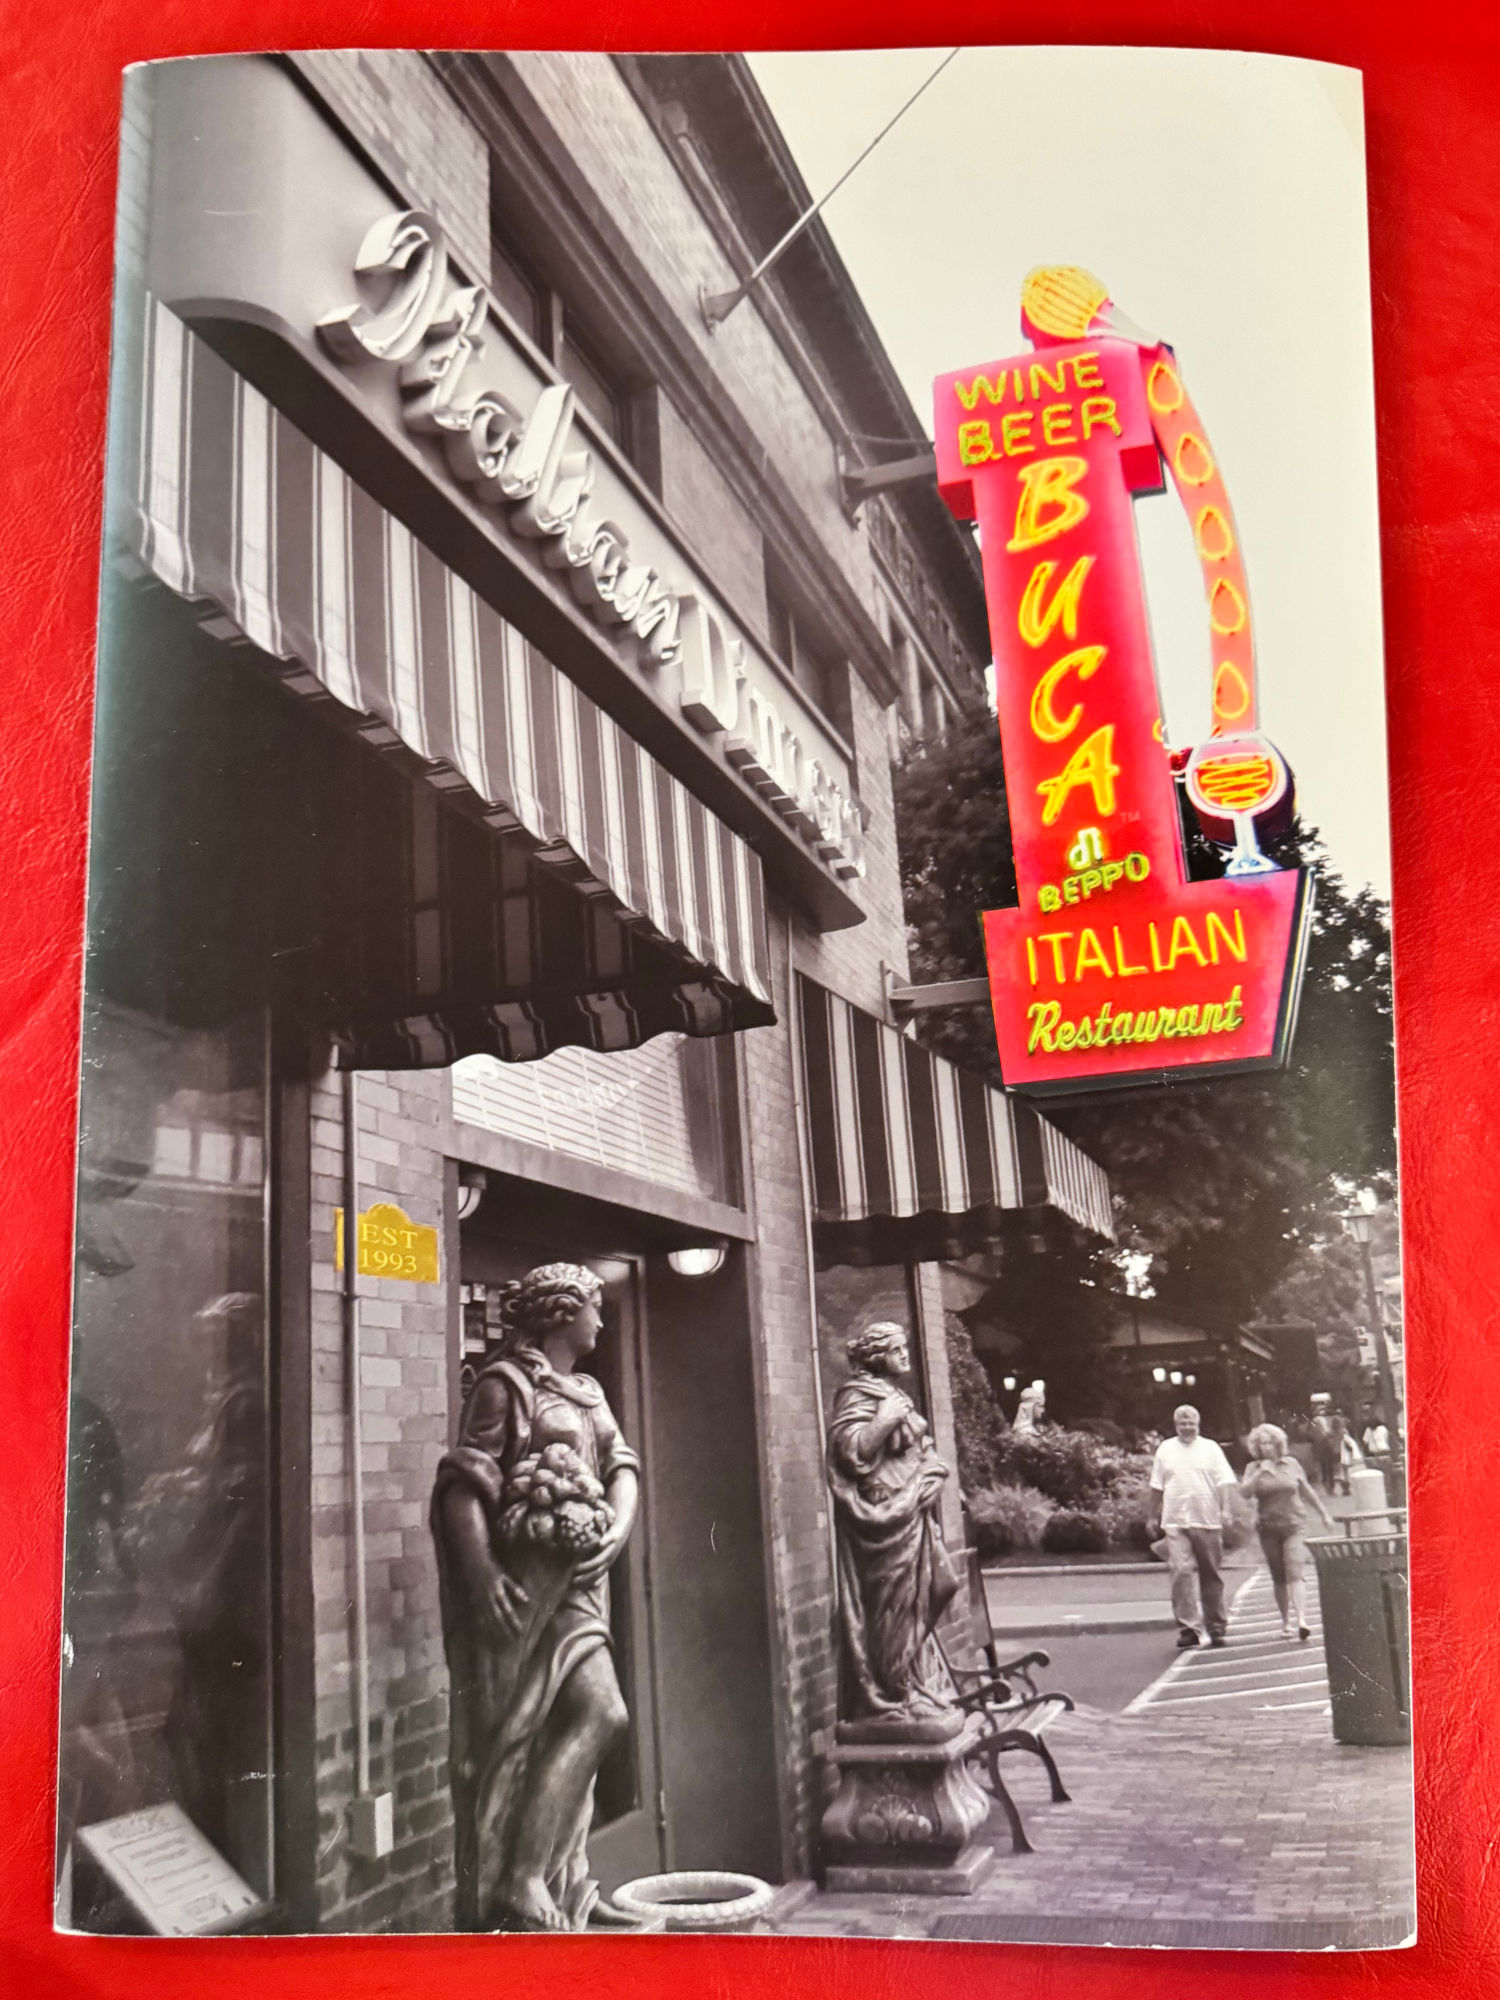 Italian Dinners
WINE
BEER
BUCA
di
BEPPO
ITALIAN
Restaurant
EST
1993